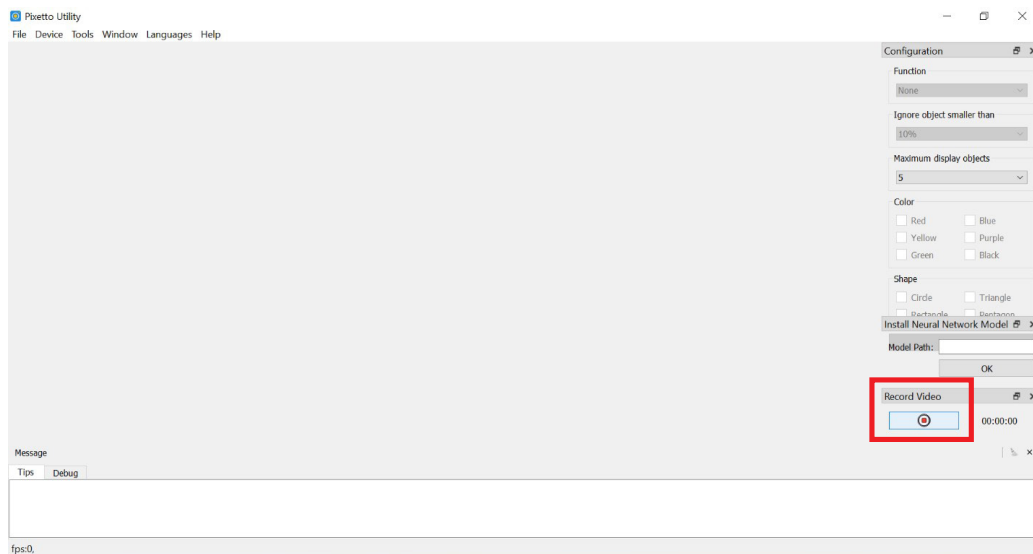 Pixetto Utility
File Device Tools Window Languages Help
Configuration
Function
None
Ignore object smaller than
10%
Maximum display objects
5
Color
Red Blue
Yellow Purple
Green Black
Shape
Circle Triangle
Rectangle Pentagon
Install Neural Network Model
Model Path:
OK
Record Video
00:00:00
Message
Tips Debug
fps:0,